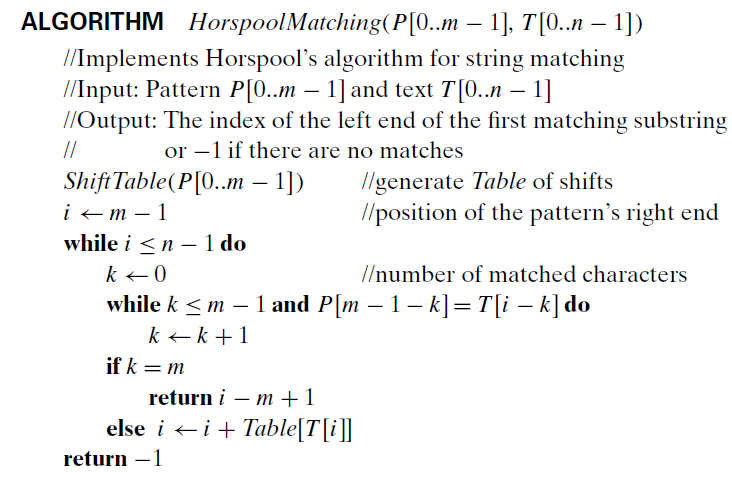 ALGORITHM HorspoolMatching(P[0..m − 1], T[0..n − 1])
//Implements Horspool’s algorithm for string matching
//Input: Pattern P[0..m − 1] and text T[0..n − 1]
//Output: The index of the left end of the first matching substring
// or −1 if there are no matches
ShiftTable(P[0..m − 1]) //generate Table of shifts
i ← m − 1 //position of the pattern’s right end
while i ≤ n − 1 do
k ← 0 //number of matched characters
while k ≤ m − 1 and P[m − 1 − k] = T[i − k] do
k ← k + 1
if k = m
return i − m + 1
else i ← i + Table[T[i]]
return −1